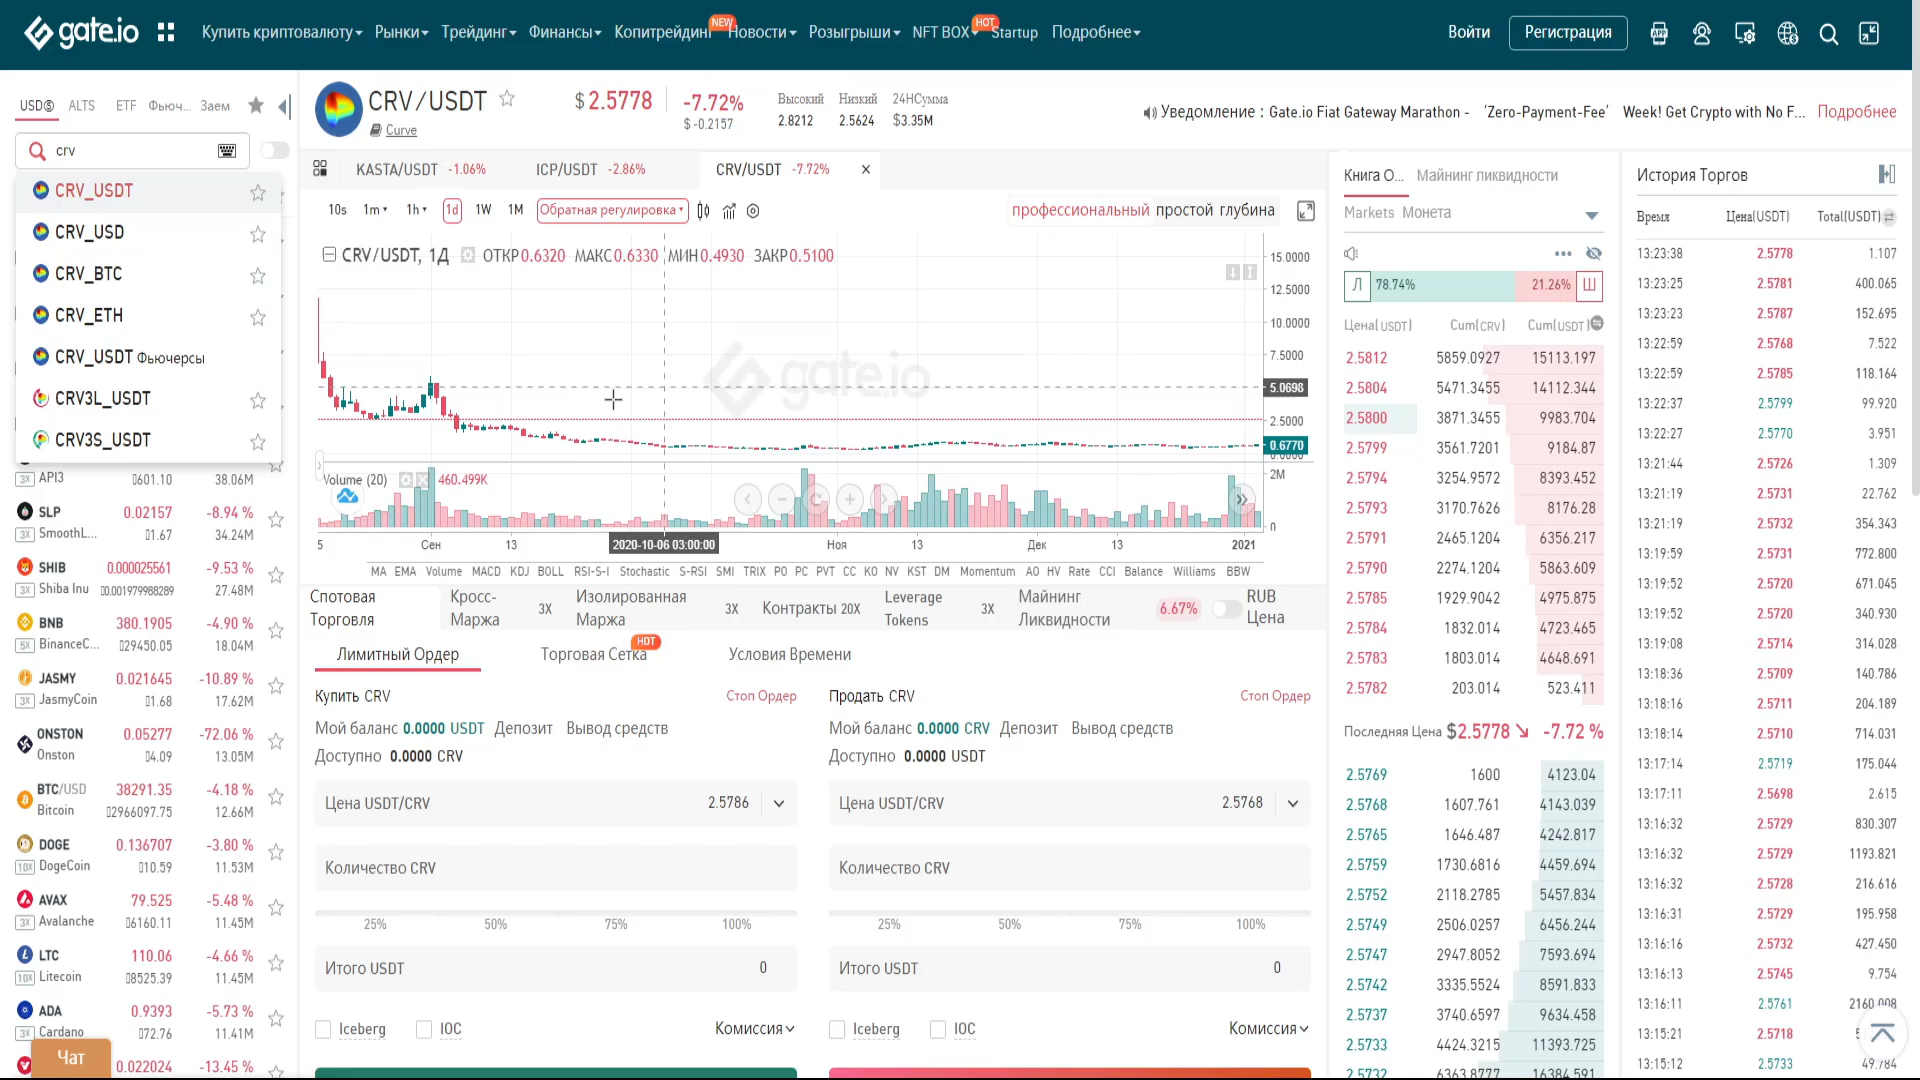 gate.io
Купить криптовалюту
Рынки
Трейдинг
Финансы
Копитрейдинг
NEW
Новости
Розыгрыши
NFT BOX
HOT
Startup
Подробнее
Войти
Регистрация
USDⓈ ALTS ETF Фьюч... Заем
crv
CRV_USDT
CRV_USD
CRV_BTC
CRV_ETH
CRV_USDT Фьючерсы
CRV3L_USDT
CRV3S_USDT
3X API3 601.10 38.06M
SLP 0.02157 -8.94 %
3X SmoothL... 1.67 34.24M
SHIB 0.000025561 -9.53 %
3X Shiba Inu 00.001979988289 27.48M
BNB 380.1905 -4.90 %
5X BinanceC... 29450.05 18.04M
JASMY 0.021645 -10.89 %
3X JasmyCoin 1.68 17.62M
ONSTON 0.05277 -72.06 %
Onston 4.09 13.05M
BTC/USD 38291.35 -4.18 %
Bitcoin 2966097.75 12.66M
DOGE 0.136707 -3.80 %
10X DogeCoin 10.59 11.53M
AVAX 79.525 -5.48 %
3X Avalanche 6160.11 11.45M
LTC 110.06 -4.66 %
10X Litecoin 8525.39 11.45M
ADA 0.9393 -5.73 %
3X Cardano 72.76 11.41M
0.022024 -13.45 %
Чат
CRV/USDT
Curve
$ 2.5778
-7.72%
$ -0.2157
Высокий Низкий 24HСумма
2.8212 2.5624 $3.35M
Уведомление : Gate.io Fiat Gateway Marathon - 'Zero-Payment-Fee' Week! Get Crypto with No F... Подробнее
KASTA/USDT -1.06% ICP/USDT -2.86% CRV/USDT -7.72%
10s 1m 1h 1d 1W 1M Обратная регулировка
профессиональный простой глубина
CRV/USDT, 1Д ОТКР0.6320 МАКС0.6330 МИН0.4930 ЗАКР0.5100
gate.io
15.0000
12.5000
10.0000
7.5000
5.0698
2.5000
0.6770
0.0000
Volume (20) 460.499K
2M
0
5 Сен 13 2020-10-06 03:00:00 Ноя 13 Дек 13 2021
MA EMA Volume MACD KDJ BOLL RSI-S-I Stochastic S-RSI SMI TRIX PO PC PVT CC KO NV KST DM Momentum AO HV Rate CCI Balance Williams BBW
Спотовая Торговля
Кросс-Маржа 3X
Изолированная Маржа 3X
Контракты 20X
Leverage Tokens 3X
Майнинг Ликвидности
6.67%
RUB Цена
Лимитный Ордер
Торговая Сетка
HOT
Условия Времени
Купить CRV Стоп Ордер
Мой баланс 0.0000 USDT Депозит Вывод средств
Доступно 0.0000 CRV
Цена USDT/CRV 2.5786
Количество CRV
25% 50% 75% 100%
Итого USDT 0
Iceberg IOC Комиссия
Продать CRV Стоп Ордер
Мой баланс 0.0000 CRV Депозит Вывод средств
Доступно 0.0000 USDT
Цена USDT/CRV 2.5768
Количество CRV
25% 50% 75% 100%
Итого USDT 0
Iceberg IOC Комиссия
Книга О... Майнинг ликвидности
Markets Монета
Л 78.74% 21.26% Ш
Цена(USDT) Cum(CRV) Cum(USDT)
2.5812 5859.0927 15113.197
2.5804 5471.3455 14112.344
2.5800 3871.3455 9983.704
2.5799 3561.7201 9184.87
2.5794 3254.9572 8393.452
2.5793 3170.7626 8176.28
2.5791 2465.1204 6356.217
2.5790 2274.1204 5863.609
2.5785 1929.9042 4975.875
2.5784 1832.014 4723.465
2.5783 1803.014 4648.691
2.5782 203.014 523.411
Последняя Цена $2.5778 -7.72 %
2.5769 1600 4123.04
2.5768 1607.761 4143.039
2.5765 1646.487 4242.817
2.5759 1730.6816 4459.694
2.5752 2118.2785 5457.834
2.5749 2506.0257 6456.244
2.5747 2947.8052 7593.694
2.5742 3335.5524 8591.833
2.5737 3740.6597 9634.458
2.5733 4424.3215 11393.725
2.5732 6363.8777 16384.591
История Торгов
Время Цена(USDT) Total(USDT)
13:23:38 2.5778 1.107
13:23:25 2.5781 400.065
13:23:23 2.5787 152.695
13:22:59 2.5768 7.522
13:22:59 2.5785 118.164
13:22:37 2.5799 99.920
13:22:27 2.5770 3.951
13:21:44 2.5726 1.309
13:21:19 2.5731 22.762
13:21:19 2.5732 354.343
13:19:59 2.5731 772.800
13:19:52 2.5720 671.045
13:19:52 2.5720 340.930
13:19:08 2.5714 314.028
13:18:36 2.5709 140.786
13:18:16 2.5711 204.189
13:18:14 2.5710 714.031
13:17:14 2.5719 175.044
13:17:11 2.5698 2.615
13:16:32 2.5729 830.307
13:16:32 2.5729 1193.821
13:16:32 2.5728 216.616
13:16:31 2.5729 195.958
13:16:16 2.5732 427.450
13:16:13 2.5745 9.754
13:16:11 2.5761 2160.008
13:15:21 2.5718
13:15:12 2.5733 49.784